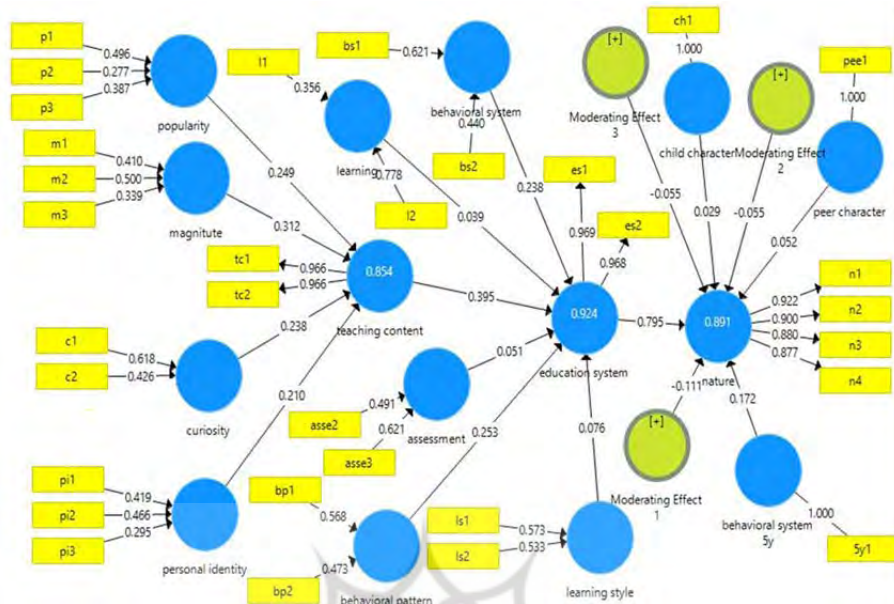 p1
0.496
p2
0.277
p3
0.387
popularity
m1
0.410
m2
0.500
m3
0.339
magnitute
l1
0.356
learning
0.778
l2
bs1
0.621
behavioral system
0.440
bs2
[+]
Moderating Effect
3
ch1
1.000
child character
[+]
Moderating Effect
2
pee1
1.000
peer character
0.249
0.312
0.039
0.238
-0.055
0.029
-0.055
0.052
es1
0.969
es2
0.968
tc1
0.966
tc2
0.966
0.854
teaching content
0.395
0.924
education system
0.795
0.891
nature
0.922
n1
0.900
n2
0.880
n3
0.877
n4
c1
0.618
c2
0.426
curiosity
0.238
0.210
asse2
0.491
asse3
0.621
assessment
0.051
0.253
0.076
-0.111
0.172
[+]
Moderating Effect
1
behavioral system
5y
1.000
5y1
pi1
0.419
pi2
0.466
pi3
0.295
personal identity
bp1
0.568
bp2
0.473
behavioral pattern
ls1
0.573
ls2
0.533
learning style